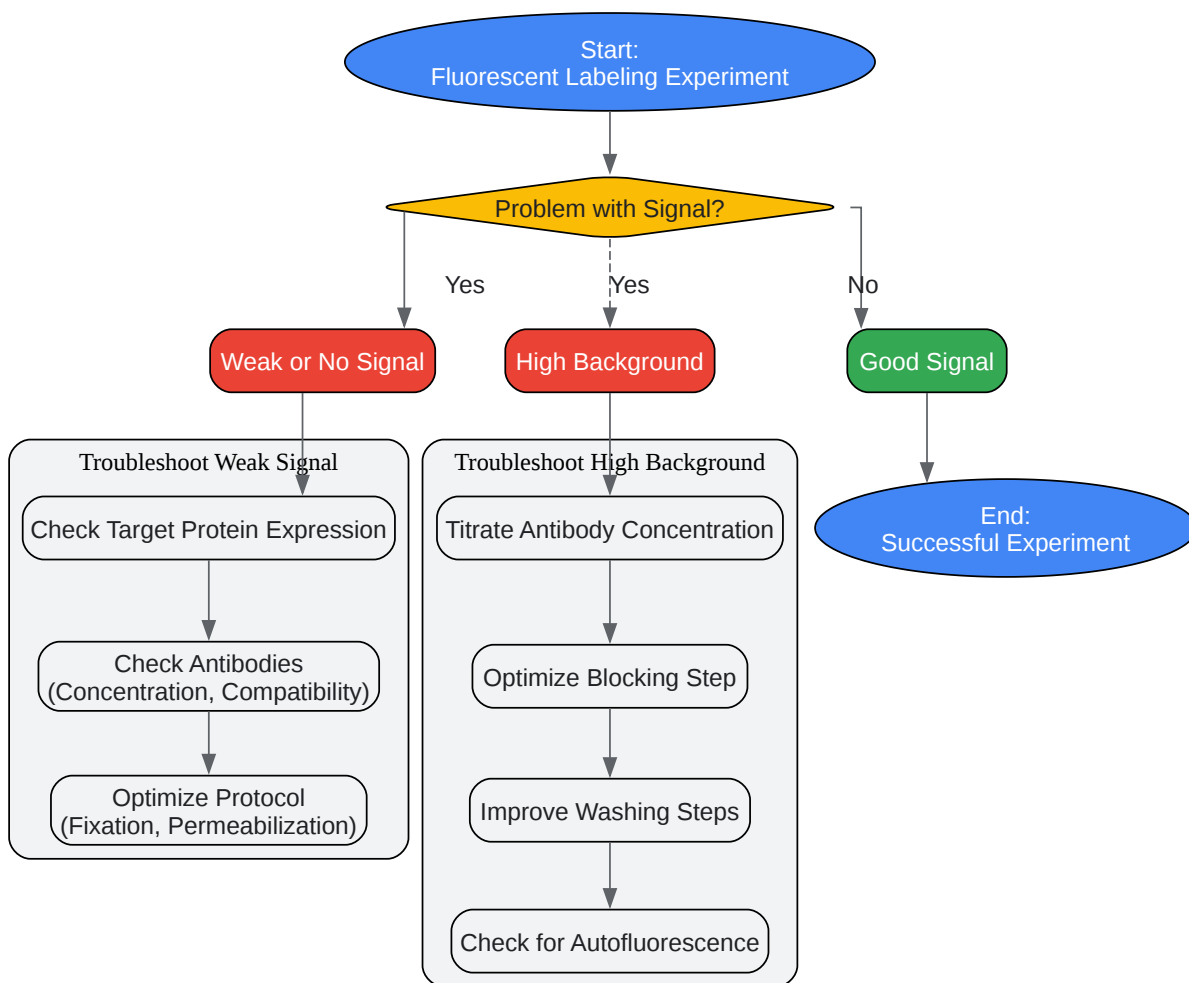 Start:
Fluorescent Labeling Experiment
Problem with Signal?
Yes
Yes
No
Weak or No Signal
High Background
Good Signal
Troubleshoot Weak Signal
Check Target Protein Expression
Check Antibodies
(Concentration, Compatibility)
Optimize Protocol
(Fixation, Permeabilization)
Troubleshoot High Background
Titrate Antibody Concentration
Optimize Blocking Step
Improve Washing Steps
Check for Autofluorescence
End:
Successful Experiment